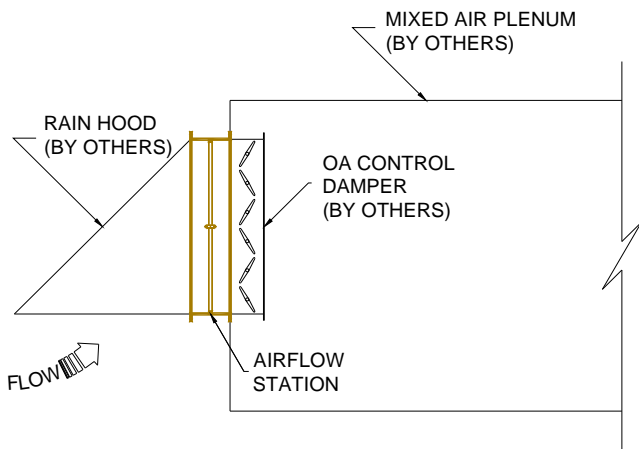 MIXED AIR PLENUM
(BY OTHERS)
RAIN HOOD
(BY OTHERS)
OA CONTROL
DAMPER
(BY OTHERS)
AIRFLOW
STATION
FLOW